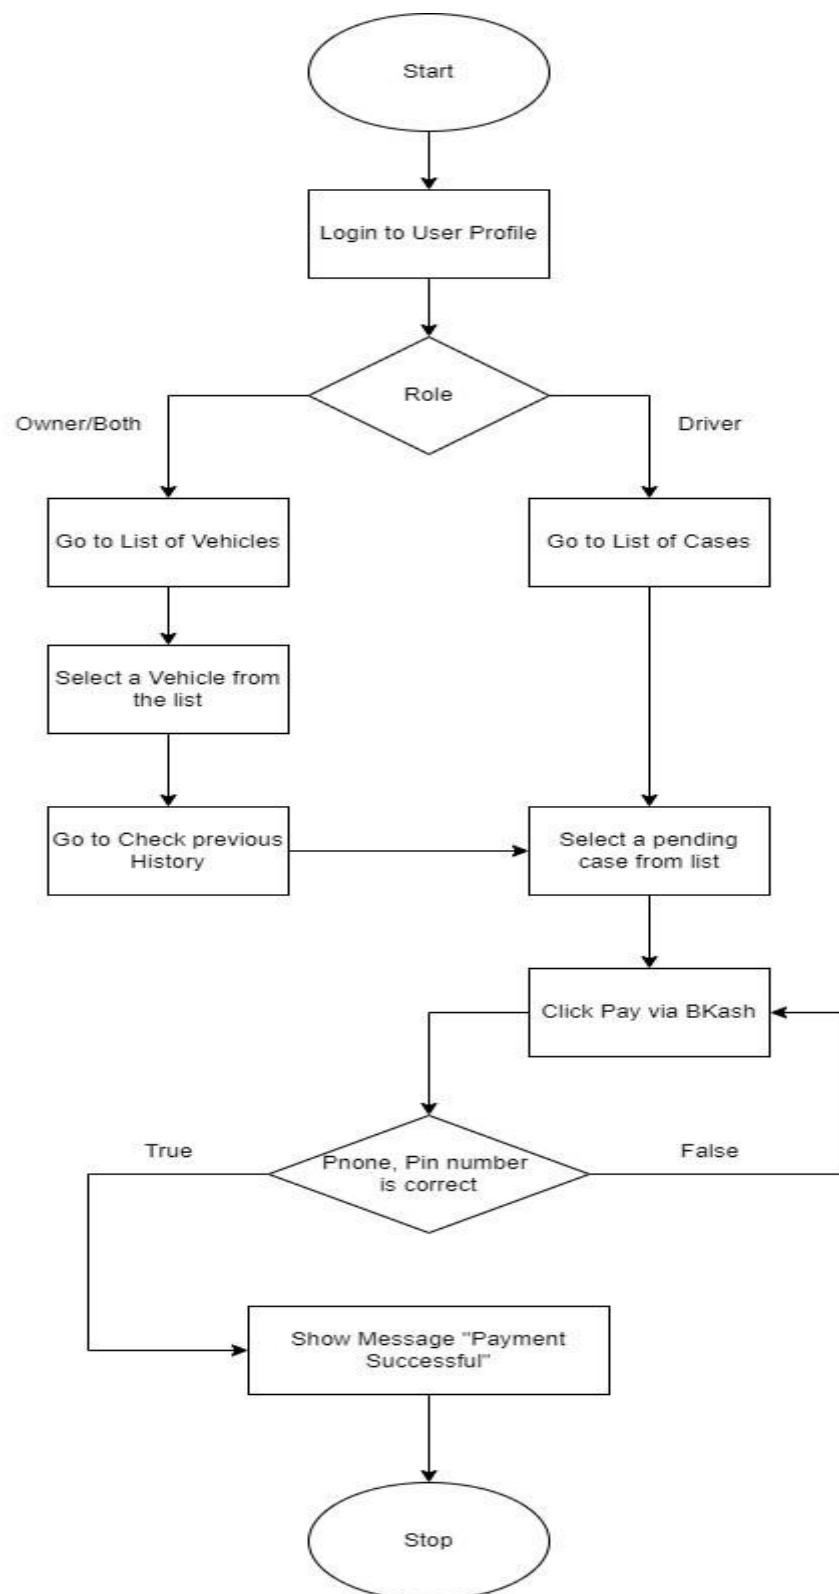 Start
Login to User Profile
Role
Owner/Both
Driver
Go to List of Vehicles
Go to List of Cases
Select a Vehicle from
the list
Go to Check previous
History
Select a pending
case from list
Click Pay via BKash
True
Pnone, Pin number
is correct
False
Show Message "Payment
Successful"
Stop